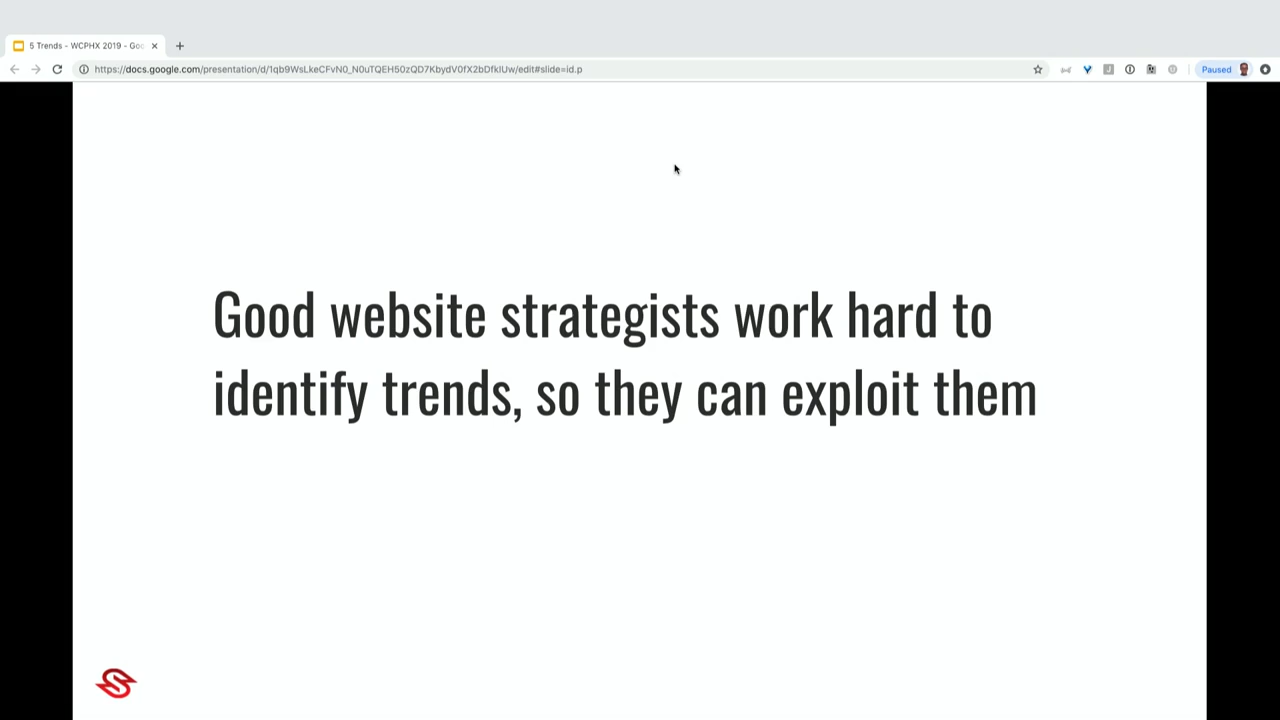 5 Trends - WCPHX 2019 - Goo
https://docs.google.com/presentation/d/1qb9WsLkeCFvN0_N0uTQEH50zQD7KbydV0fX2bDfkIUw/edit#slide=id.p
Paused
Good website strategists work hard to
identify trends, so they can exploit them